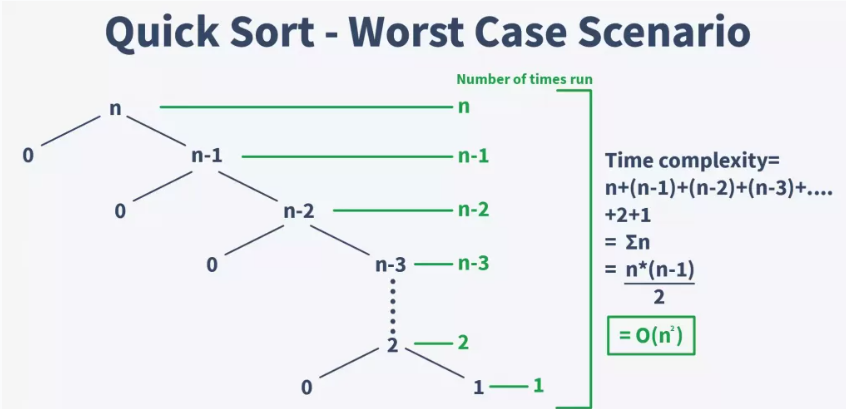 Quick Sort - Worst Case Scenario
Number of times run
n n
0 n-1 n-1
0 n-2 n-2
0 n-3 n-3
2 2
0 1 1
Time complexity=
n+(n-1)+(n-2)+(n-3)+....
+2+1
= Σn
= n*(n-1)
2
= O(n²)